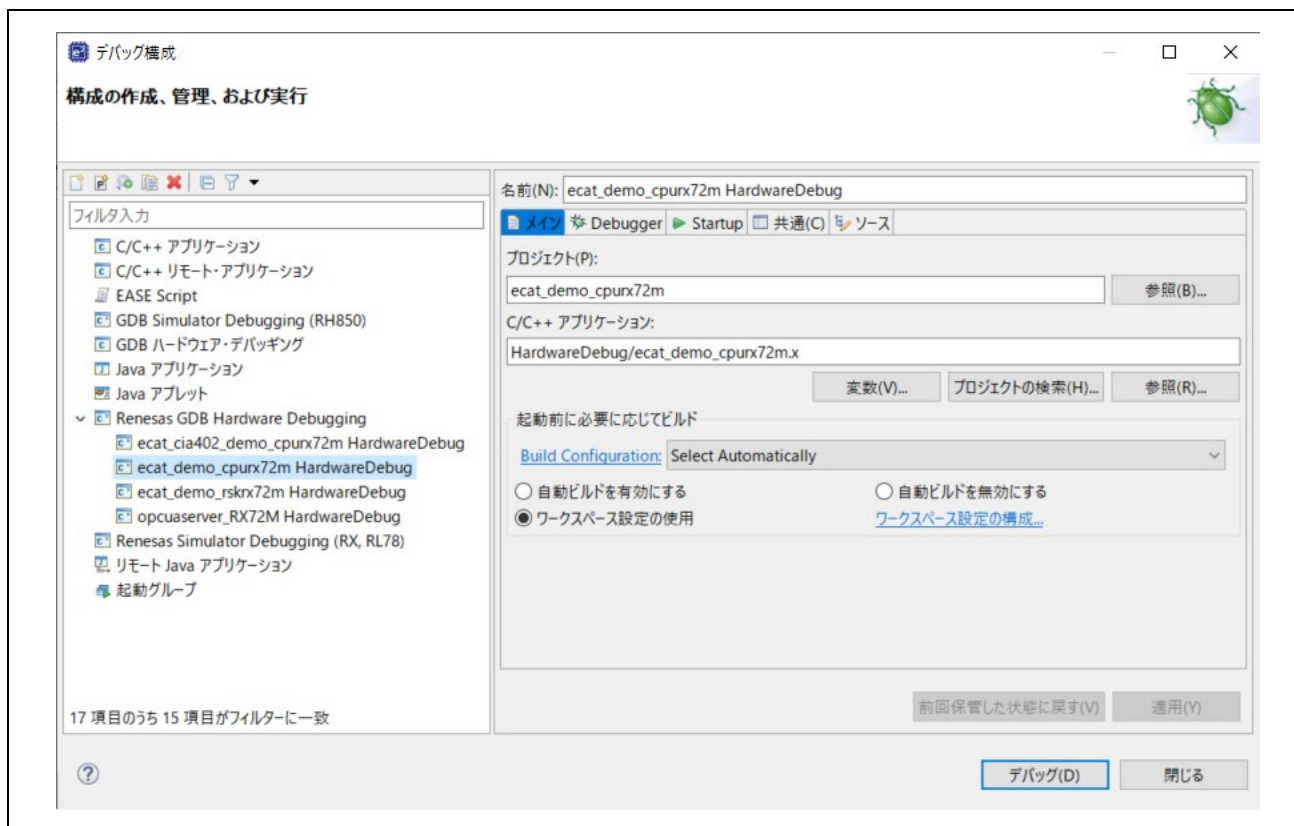 デバッグ構成
構成の作成、管理、および実行
フィルタ入力
C/C++ アプリケーション
C/C++ リモート・アプリケーション
EASE Script
GDB Simulator Debugging (RH850)
GDB ハードウェア・デバッギング
Java アプリケーション
Java アプレット
Renesas GDB Hardware Debugging
ecat_cia402_demo_cpurx72m HardwareDebug
ecat_demo_cpurx72m HardwareDebug
ecat_demo_rskrx72m HardwareDebug
opcuaserver_RX72M HardwareDebug
Renesas Simulator Debugging (RX, RL78)
リモート Java アプリケーション
起動グループ
17 項目のうち 15 項目がフィルターに一致
名前(N): ecat_demo_cpurx72m HardwareDebug
メイン Debugger Startup 共通(C) ソース
プロジェクト(P):
ecat_demo_cpurx72m 参照(B)...
C/C++ アプリケーション:
HardwareDebug/ecat_demo_cpurx72m.x
変数(V)... プロジェクトの検索(H)... 参照(R)...
起動前に必要に応じてビルド
Build Configuration: Select Automatically
自動ビルドを有効にする 自動ビルドを無効にする
ワークスペース設定の使用 ワークスペース設定の構成...
前回保管した状態に戻す(V) 適用(Y)
デバッグ(D) 閉じる